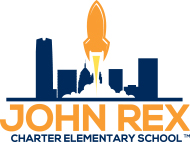 JOHN REX
CHARTER ELEMENTARY SCHOOL™